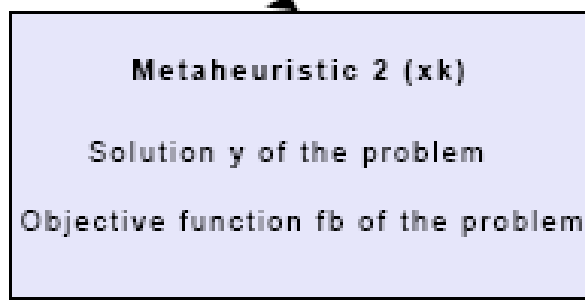 Metaheuristic 2 (xk)
Solution y of the problem
Objective function fb of the problem